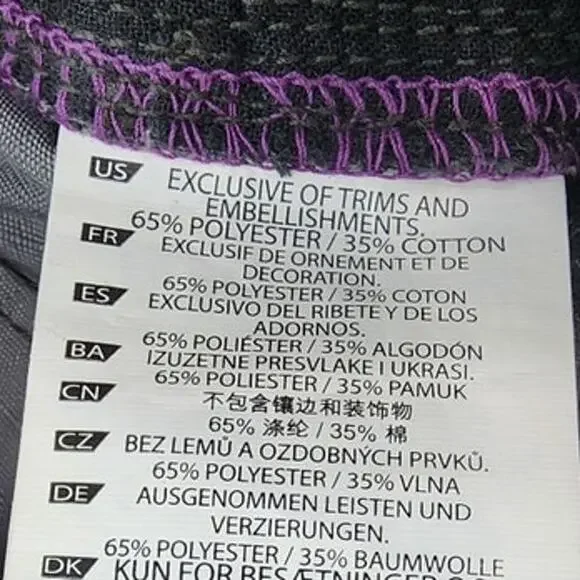 US EXCLUSIVE OF TRIMS AND
EMBELLISHMENTS.
65% POLYESTER / 35% COTTON
FR EXCLUSIF DE ORNEMENT ET DE
DECORATION.
65% POLYESTER / 35% COTON
ES EXCLUSIVO DEL RIBETE Y DE LOS
ADORNOS.
65% POLIÉSTER / 35% ALGODÓN
BA IZUZETNE PRESVLAKE I UKRASI.
65% POLIESTER / 35% PAMUK
CN 不包含镶边和装饰物
65% 涤纶 / 35% 棉
CZ BEZ LEMŮ A OZDOBNÝCH PRVKŮ.
65% POLYESTER / 35% VLNA
DE AUSGENOMMEN LEISTEN UND
VERZIERUNGEN.
65% POLYESTER / 35% BAUMWOLLE
DK KUN FOR BESÆTNINGER